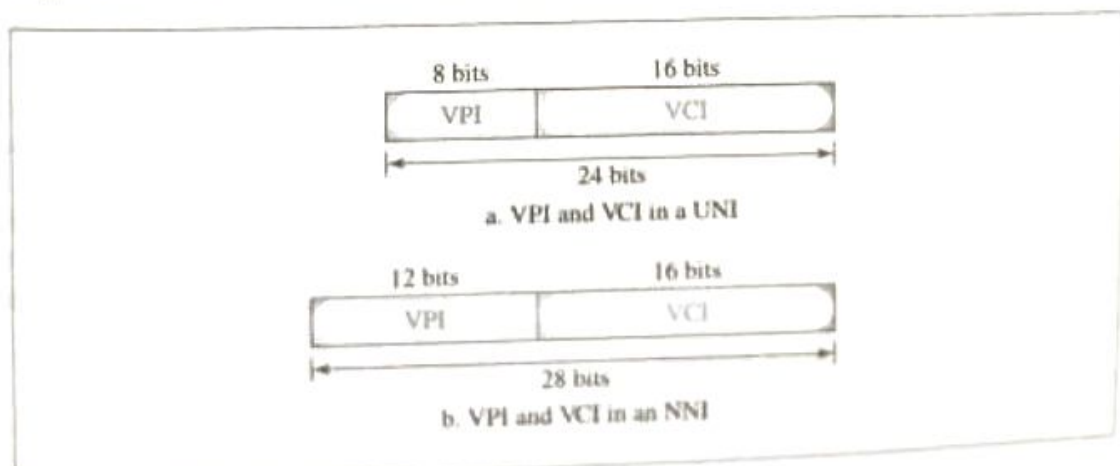 8 bits 16 bits
VPI VCI
24 bits
a. VPI and VCI in a UNI
12 bits 16 bits
VPI VCI
28 bits
b. VPI and VCI in an NNI